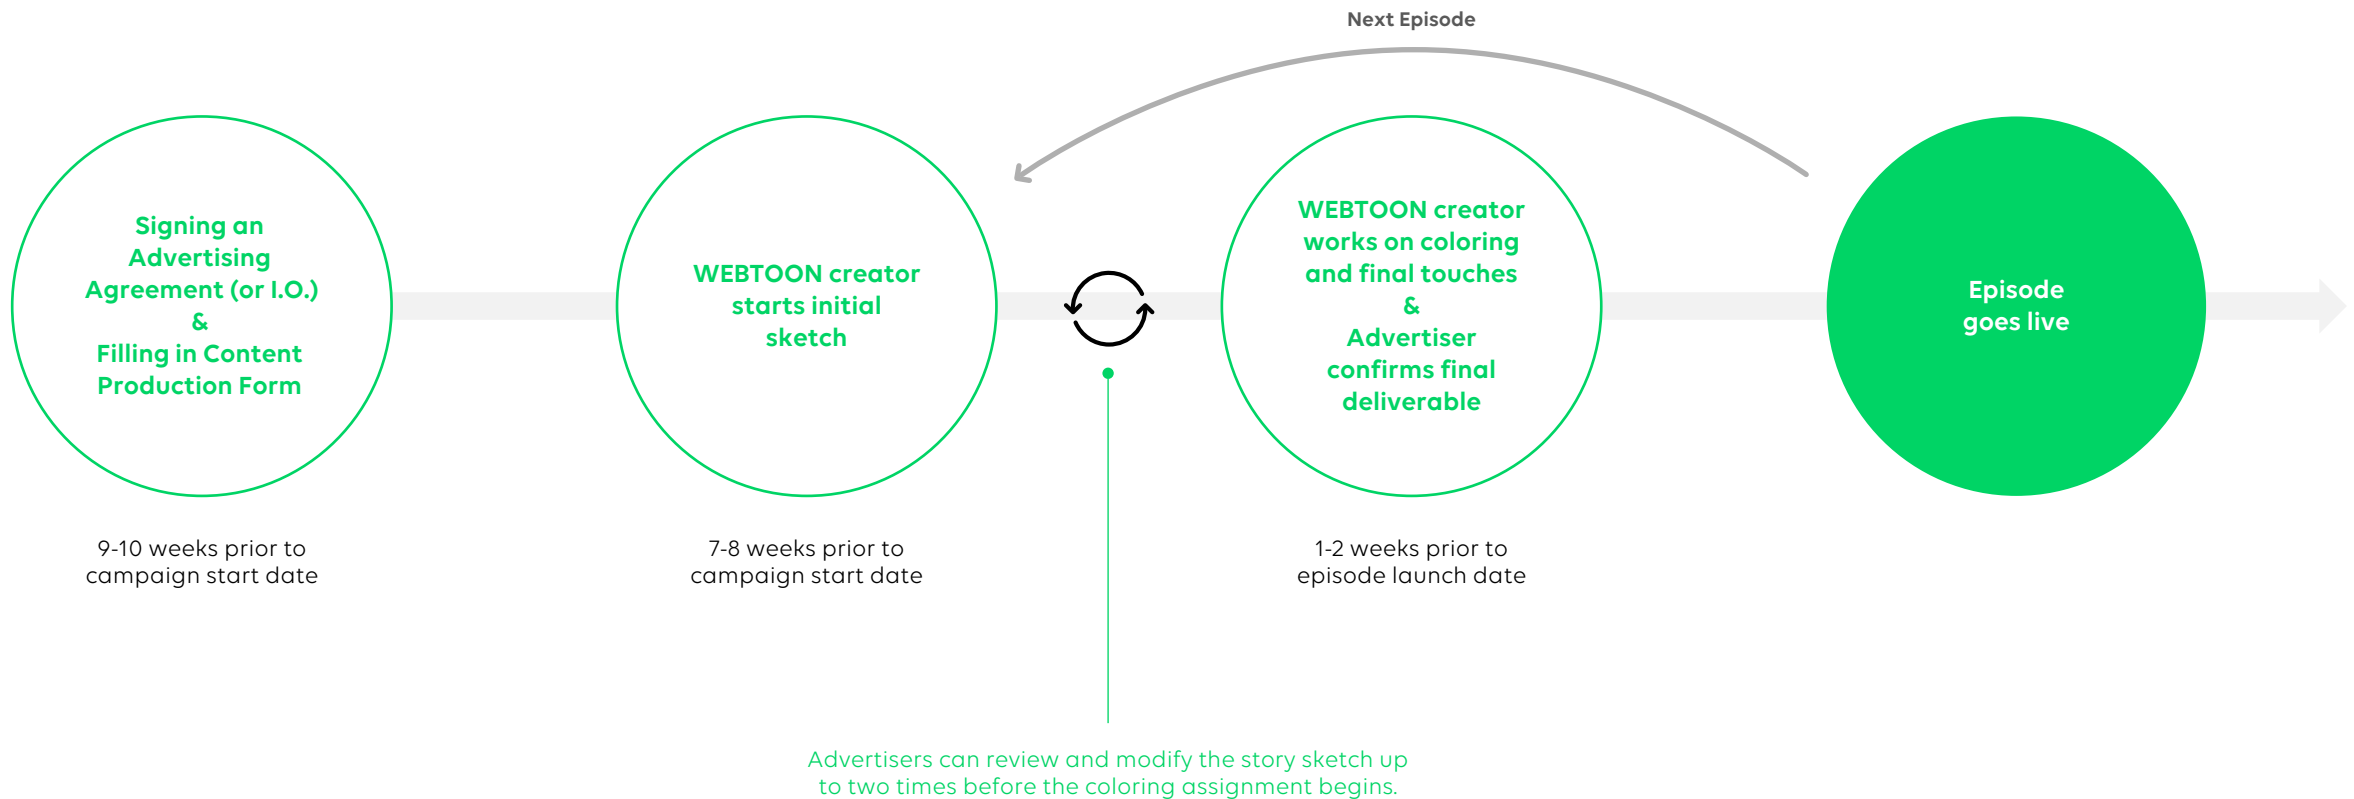 Next Episode
Signing an
Advertising
Agreement (or I.O.)
&
Filling in Content
Production Form
WEBTOON creator
starts initial
sketch
WEBTOON creator
works on coloring
and final touches
&
Advertiser
confirms final
deliverable
Episode
goes live
9-10 weeks prior to
campaign start date
7-8 weeks prior to
campaign start date
1-2 weeks prior to
episode launch date
Advertisers can review and modify the story sketch up
to two times before the coloring assignment begins.